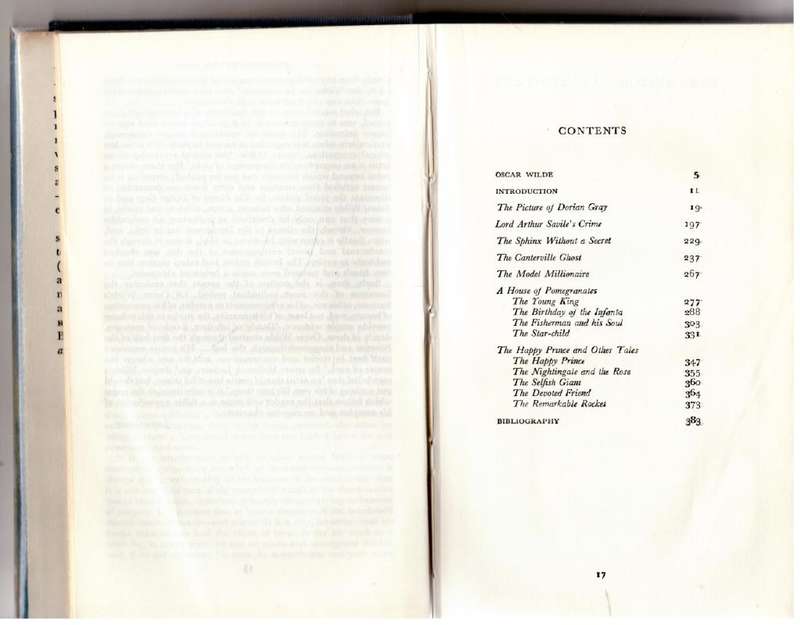 CONTENTS
OSCAR WILDE 5
INTRODUCTION 11
The Picture of Dorian Gray 19
Lord Arthur Savile's Crime 197
The Sphinx Without a Secret 229
The Canterville Ghost 237
The Model Millionaire 267
A House of Pomegranates
The Young King 277
The Birthday of the Infanta 288
The Fisherman and his Soul 303
The Star-child 331
The Happy Prince and Other Tales
The Happy Prince 347
The Nightingale and the Rose 355
The Selfish Giant 360
The Devoted Friend 364
The Remarkable Rocket 373
BIBLIOGRAPHY 383
17